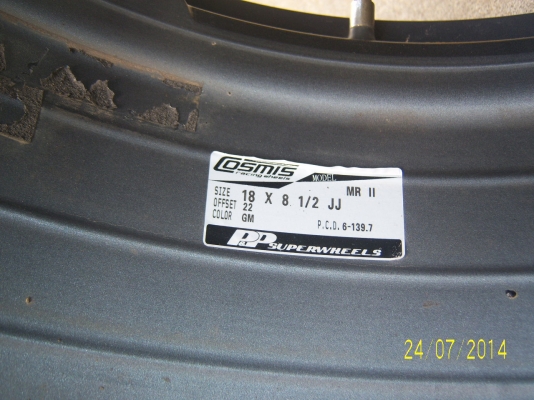 COSMIS
racing wheels
MODEL MR II
SIZE 18 X 8 1/2 JJ
OFFSET 22
COLOR GM
P.C.D. 6-139.7
P&P SUPERWHEELS
24/07/2014